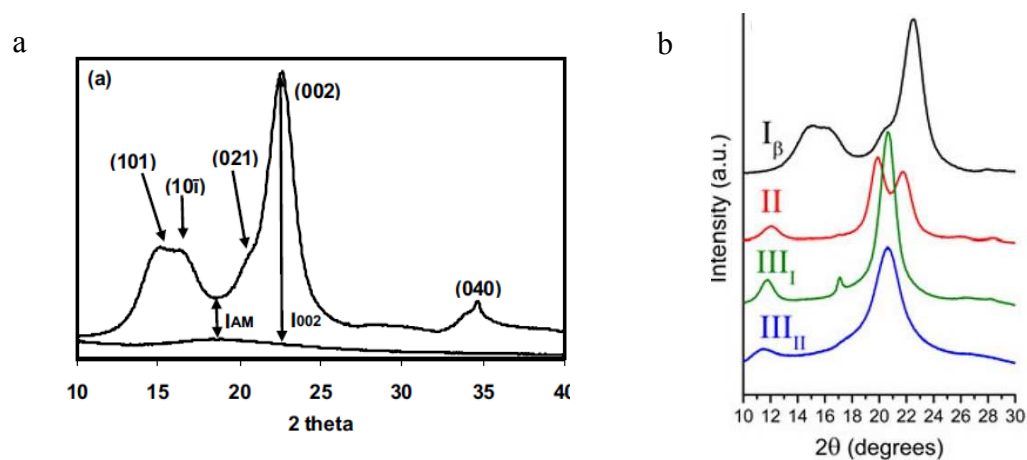 a
(a)
(002)
(101)
(10ī)
(021)
(040)
IAM
I002
10 15 20 25 30 35 40
2 theta
b
Intensity (a.u.)
Iβ
II
IIII
IIIII
10 12 14 16 18 20 22 24 26 28 30
2θ (degrees)